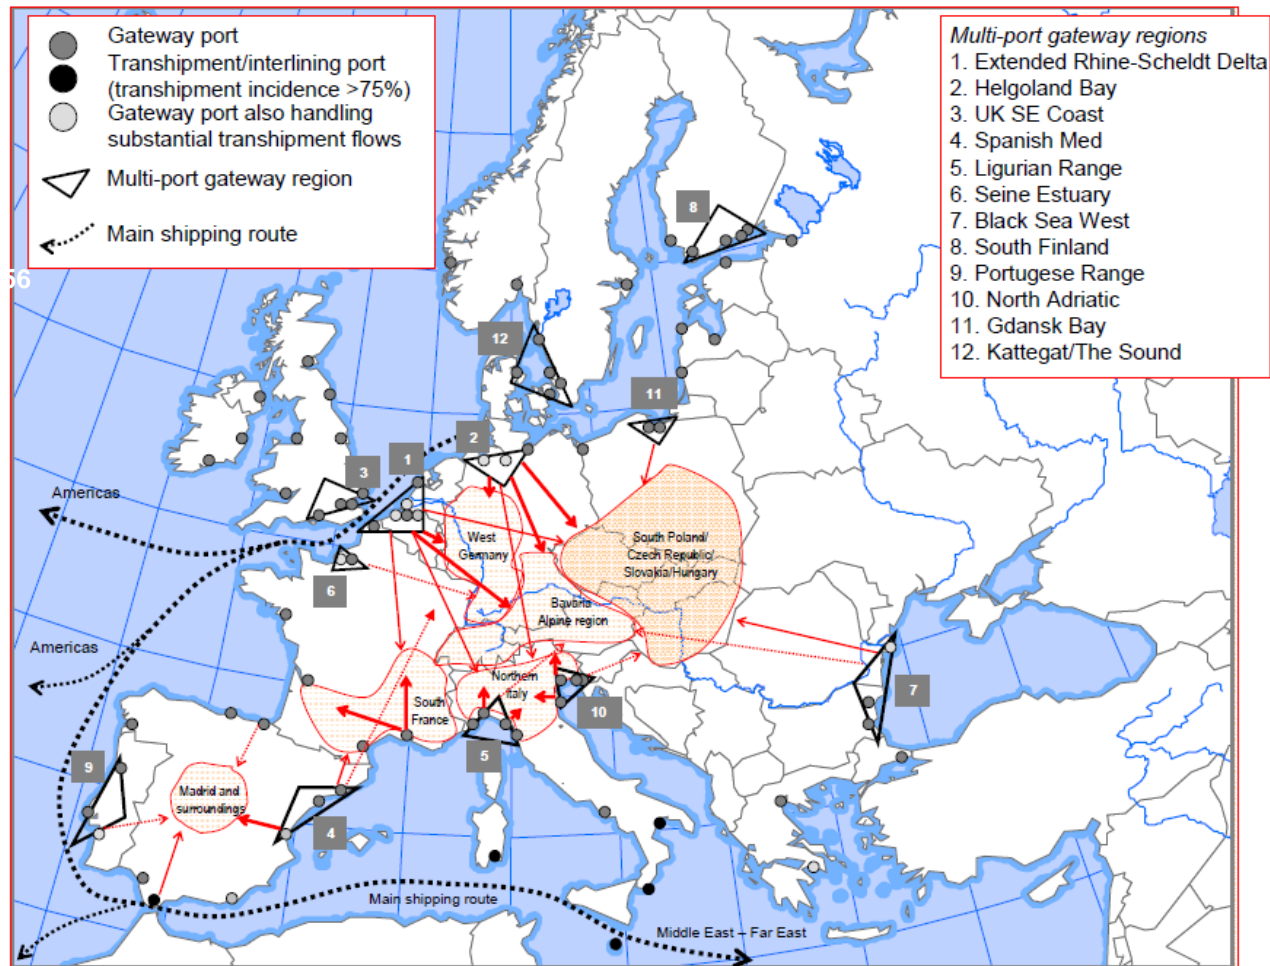 Gateway port
Transhipment/interlining port
(transhipment incidence >75%)
Gateway port also handling
substantial transhipment flows
Multi-port gateway region
Main shipping route
Multi-port gateway regions
1. Extended Rhine-Scheldt Delta
2. Helgoland Bay
3. UK SE Coast
4. Spanish Med
5. Ligurian Range
6. Seine Estuary
7. Black Sea West
8. South Finland
9. Portugese Range
10. North Adriatic
11. Gdansk Bay
12. Kattegat/The Sound
56
8
12
11
2
1
3
Americas
West
Germany
South Poland/
Czech Republic/
Slovakia/Hungary
6
Bavaria
Alpine region
Americas
Northern
Italy
South
France
7
10
5
9
Madrid and
surroundings
4
Main shipping route
Middle East – Far East